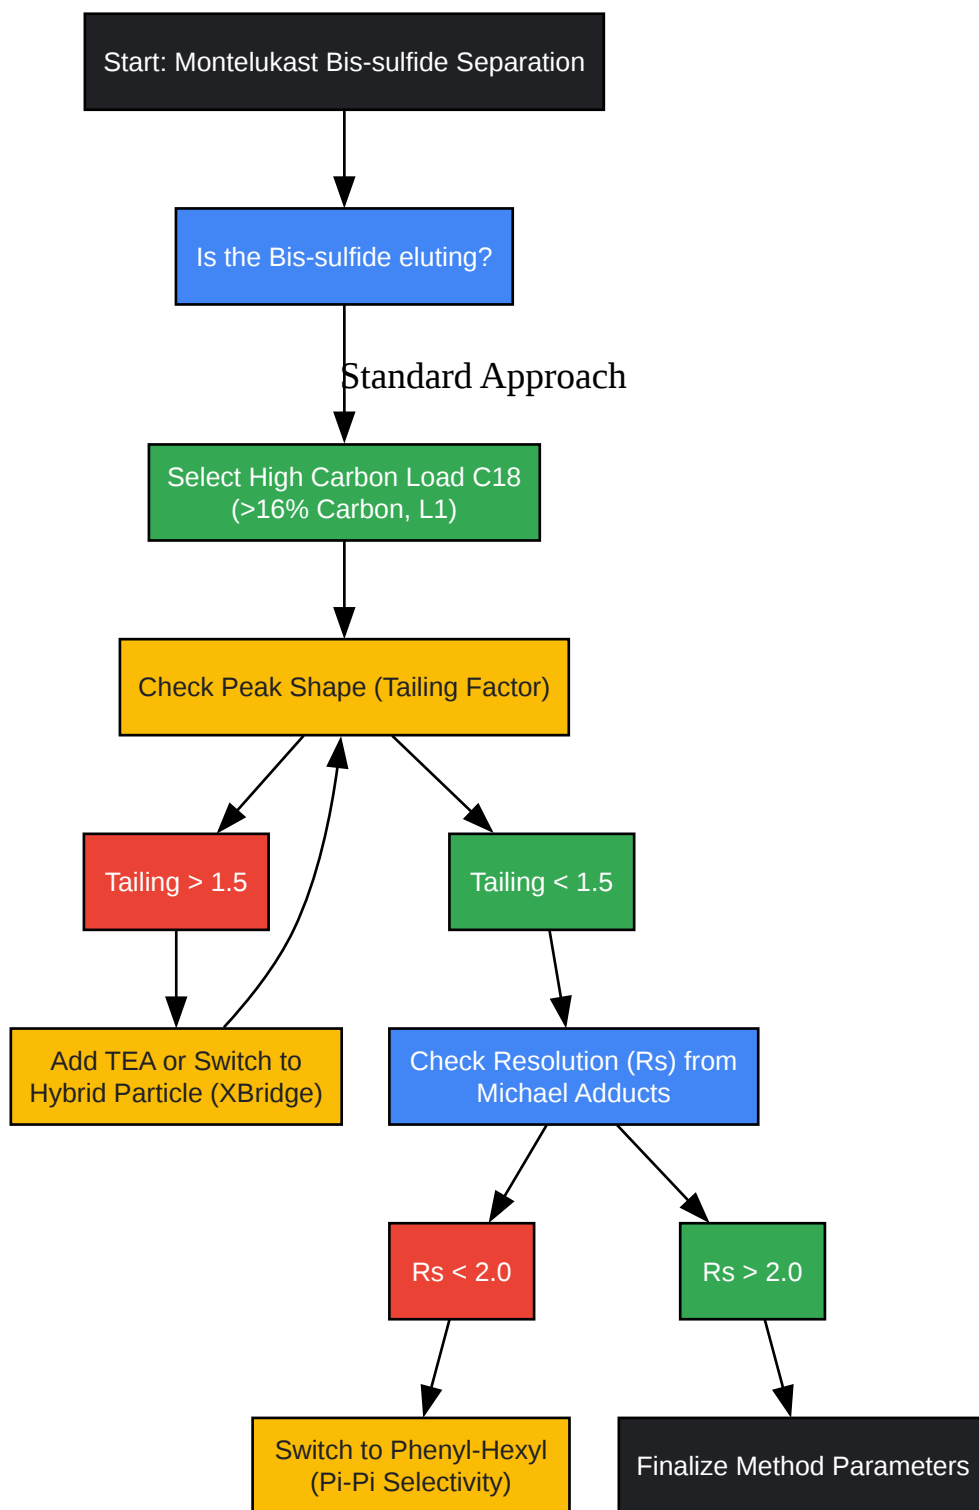 Start: Montelukast Bis-sulfide Separation
Is the Bis-sulfide eluting?
Standard Approach
Select High Carbon Load C18
(>16% Carbon, L1)
Check Peak Shape (Tailing Factor)
Tailing > 1.5
Tailing < 1.5
Add TEA or Switch to
Hybrid Particle (XBridge)
Check Resolution (Rs) from
Michael Adducts
Rs < 2.0
Rs > 2.0
Switch to Phenyl-Hexyl
(Pi-Pi Selectivity)
Finalize Method Parameters